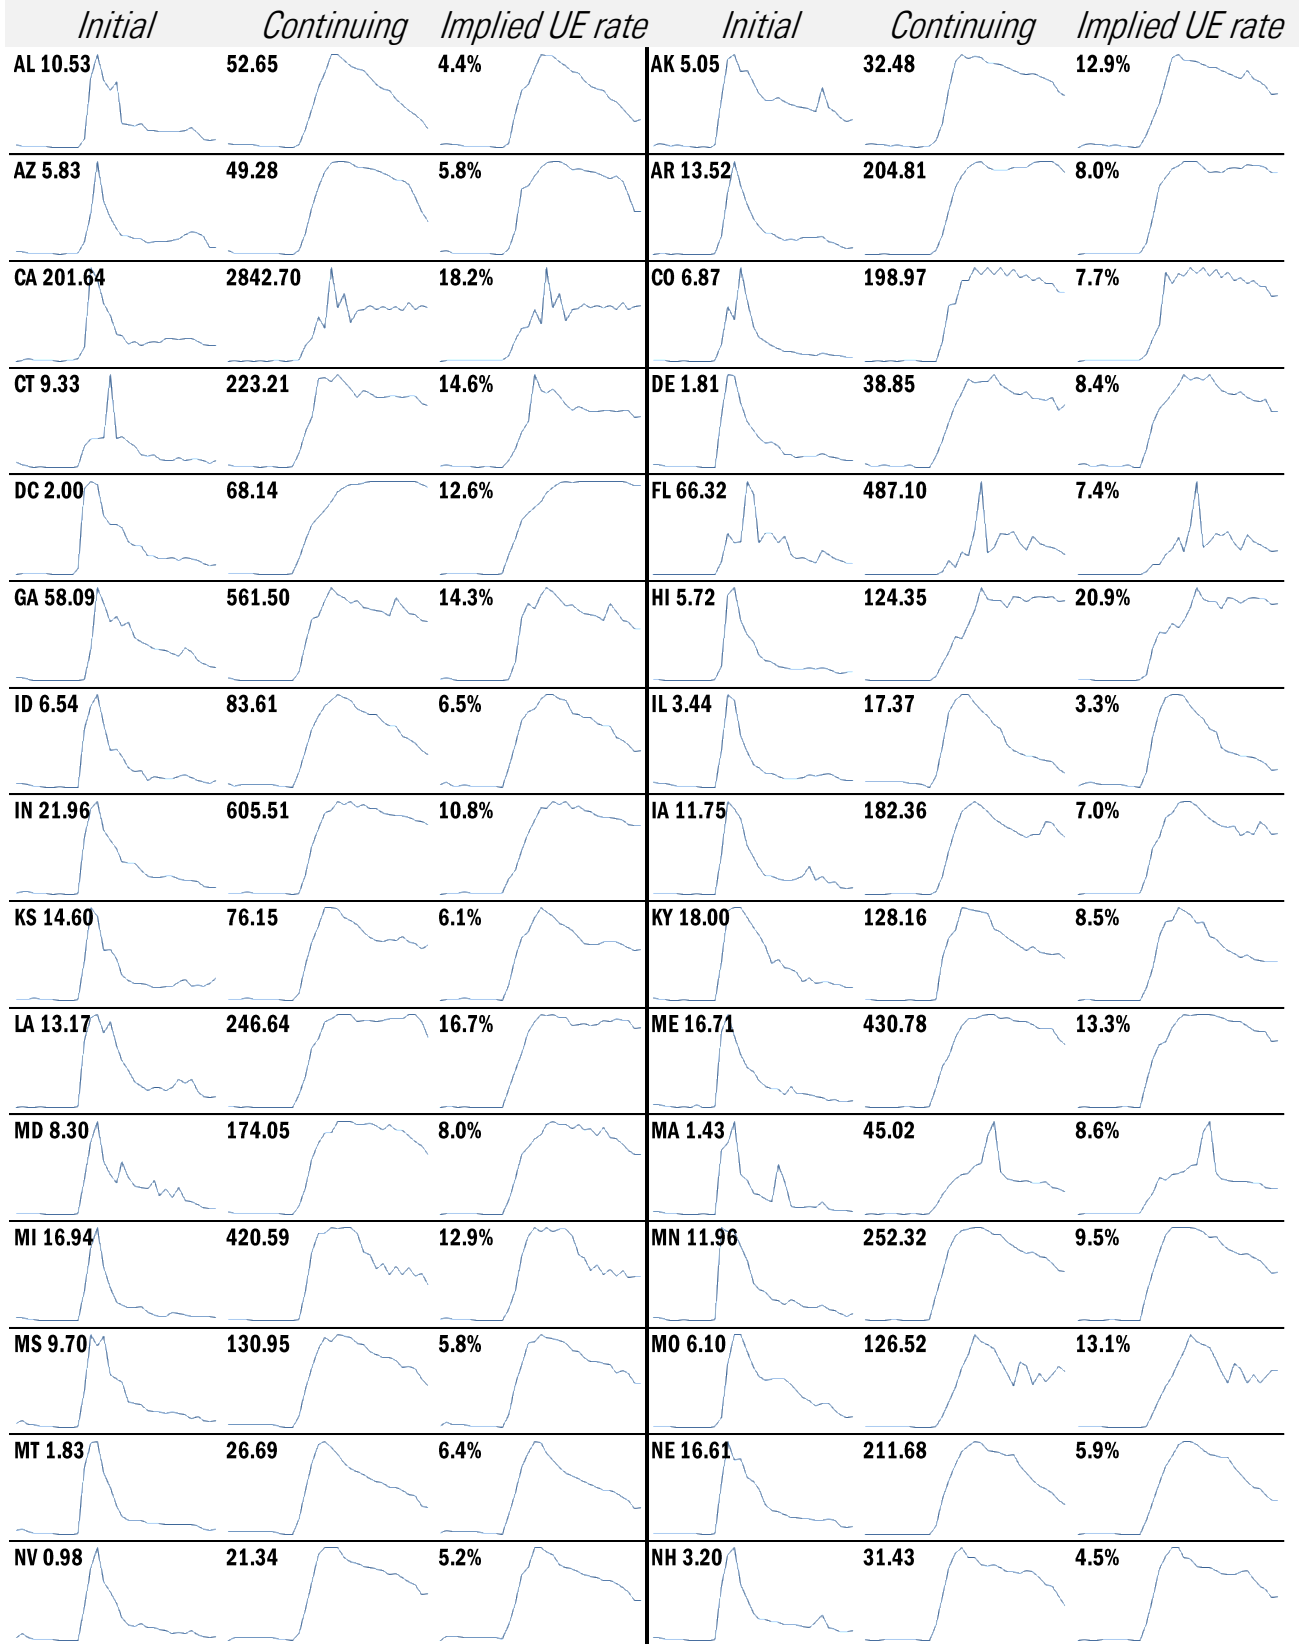 Initial Continuing Implied UE rate Initial Continuing Implied UE rate
AL 10.53 52.65 4.4% AK 5.05 32.48 12.9%
AZ 5.83 49.28 5.8% AR 13.52 204.81 8.0%
CA 201.64 2842.70 18.2% CO 6.87 198.97 7.7%
CT 9.33 223.21 14.6% DE 1.81 38.85 8.4%
DC 2.00 68.14 12.6% FL 66.32 487.10 7.4%
GA 58.09 561.50 14.3% HI 5.72 124.35 20.9%
ID 6.54 83.61 6.5% IL 3.44 17.37 3.3%
IN 21.96 605.51 10.8% IA 11.75 182.36 7.0%
KS 14.60 76.15 6.1% KY 18.00 128.16 8.5%
LA 13.17 246.64 16.7% ME 16.71 430.78 13.3%
MD 8.30 174.05 8.0% MA 1.43 45.02 8.6%
MI 16.94 420.59 12.9% MN 11.96 252.32 9.5%
MS 9.70 130.95 5.8% MO 6.10 126.52 13.1%
MT 1.83 26.69 6.4% NE 16.61 211.68 5.9%
NV 0.98 21.34 5.2% NH 3.20 31.43 4.5%